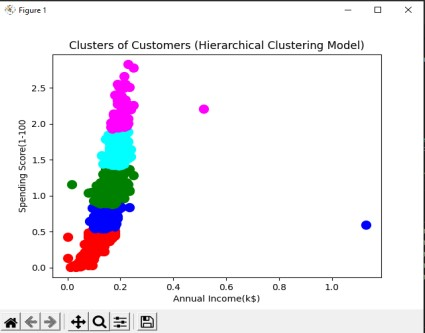 Figure 1
Clusters of Customers (Hierarchical Clustering Model)
2.5
2.0
1.5
1.0
0.5
0.0
Spending Score(1-100
0.0 0.2 0.4 0.6 0.8 1.0
Annual Income(k$)